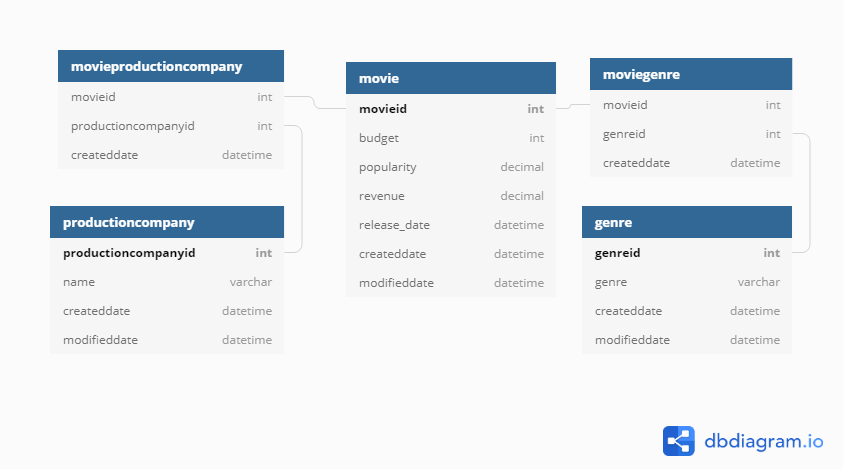 movieproductioncompany
movieid int
productioncompanyid int
createddate datetime
productioncompany
productioncompanyid int
name varchar
createddate datetime
modifieddate datetime
movie
movieid int
budget int
popularity decimal
revenue decimal
release_date datetime
createddate datetime
modifieddate datetime
moviegenre
movieid int
genreid int
createddate datetime
genre
genreid int
genre varchar
createddate datetime
modifieddate datetime
dbdiagram.io